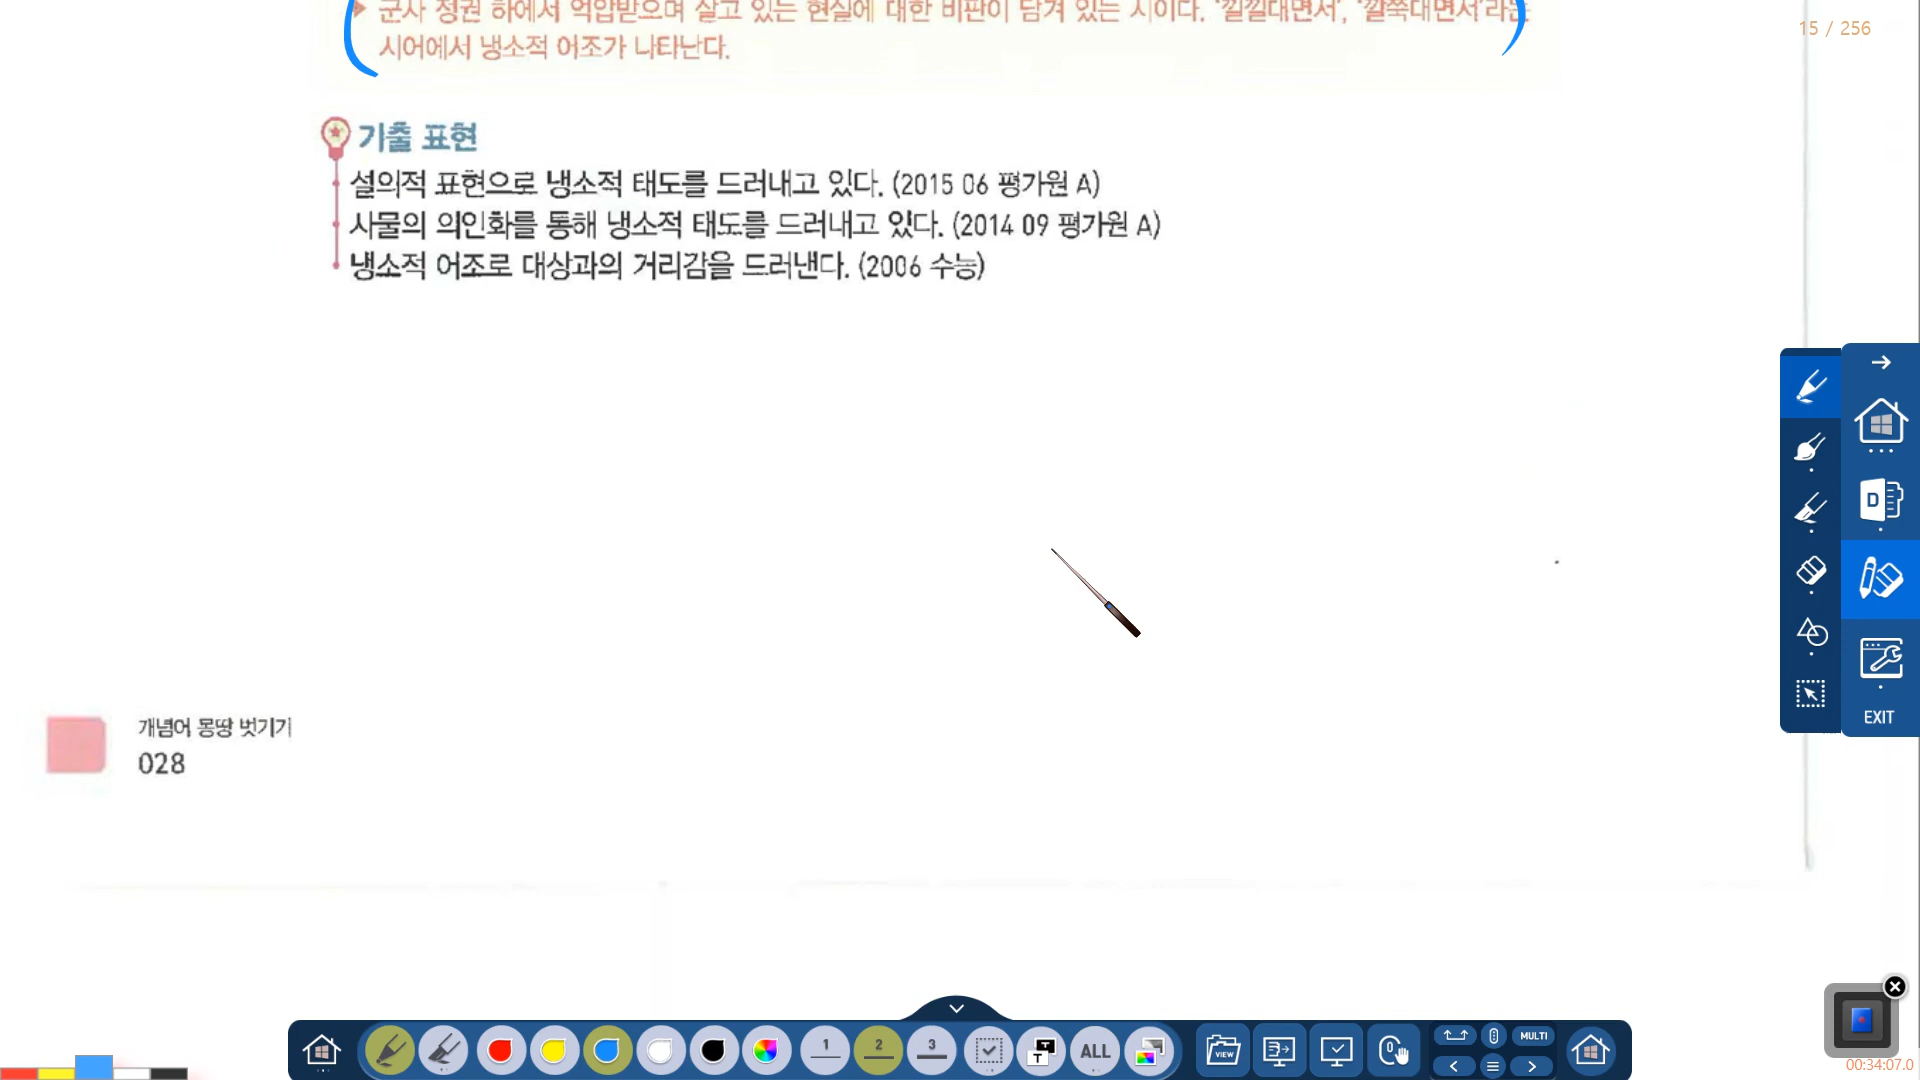 군사 정권 하에서 억압받으며 살고 있는 현실에 대한 비판이 담겨 있는 시이다. '낄낄대면서', '깔쭉대면서'라는
시어에서 냉소적 어조가 나타난다.
15 / 256
기출 표현
설의적 표현으로 냉소적 태도를 드러내고 있다. (2015 06 평가원 A)
사물의 의인화를 통해 냉소적 태도를 드러내고 있다. (2014 09 평가원 A)
냉소적 어조로 대상과의 거리감을 드러낸다. (2006 수능)
D
EXIT
개념어 몽땅 벗기기
028
1
2
3
T
T
ALL
VIEW
MULTI
00:34:07.0